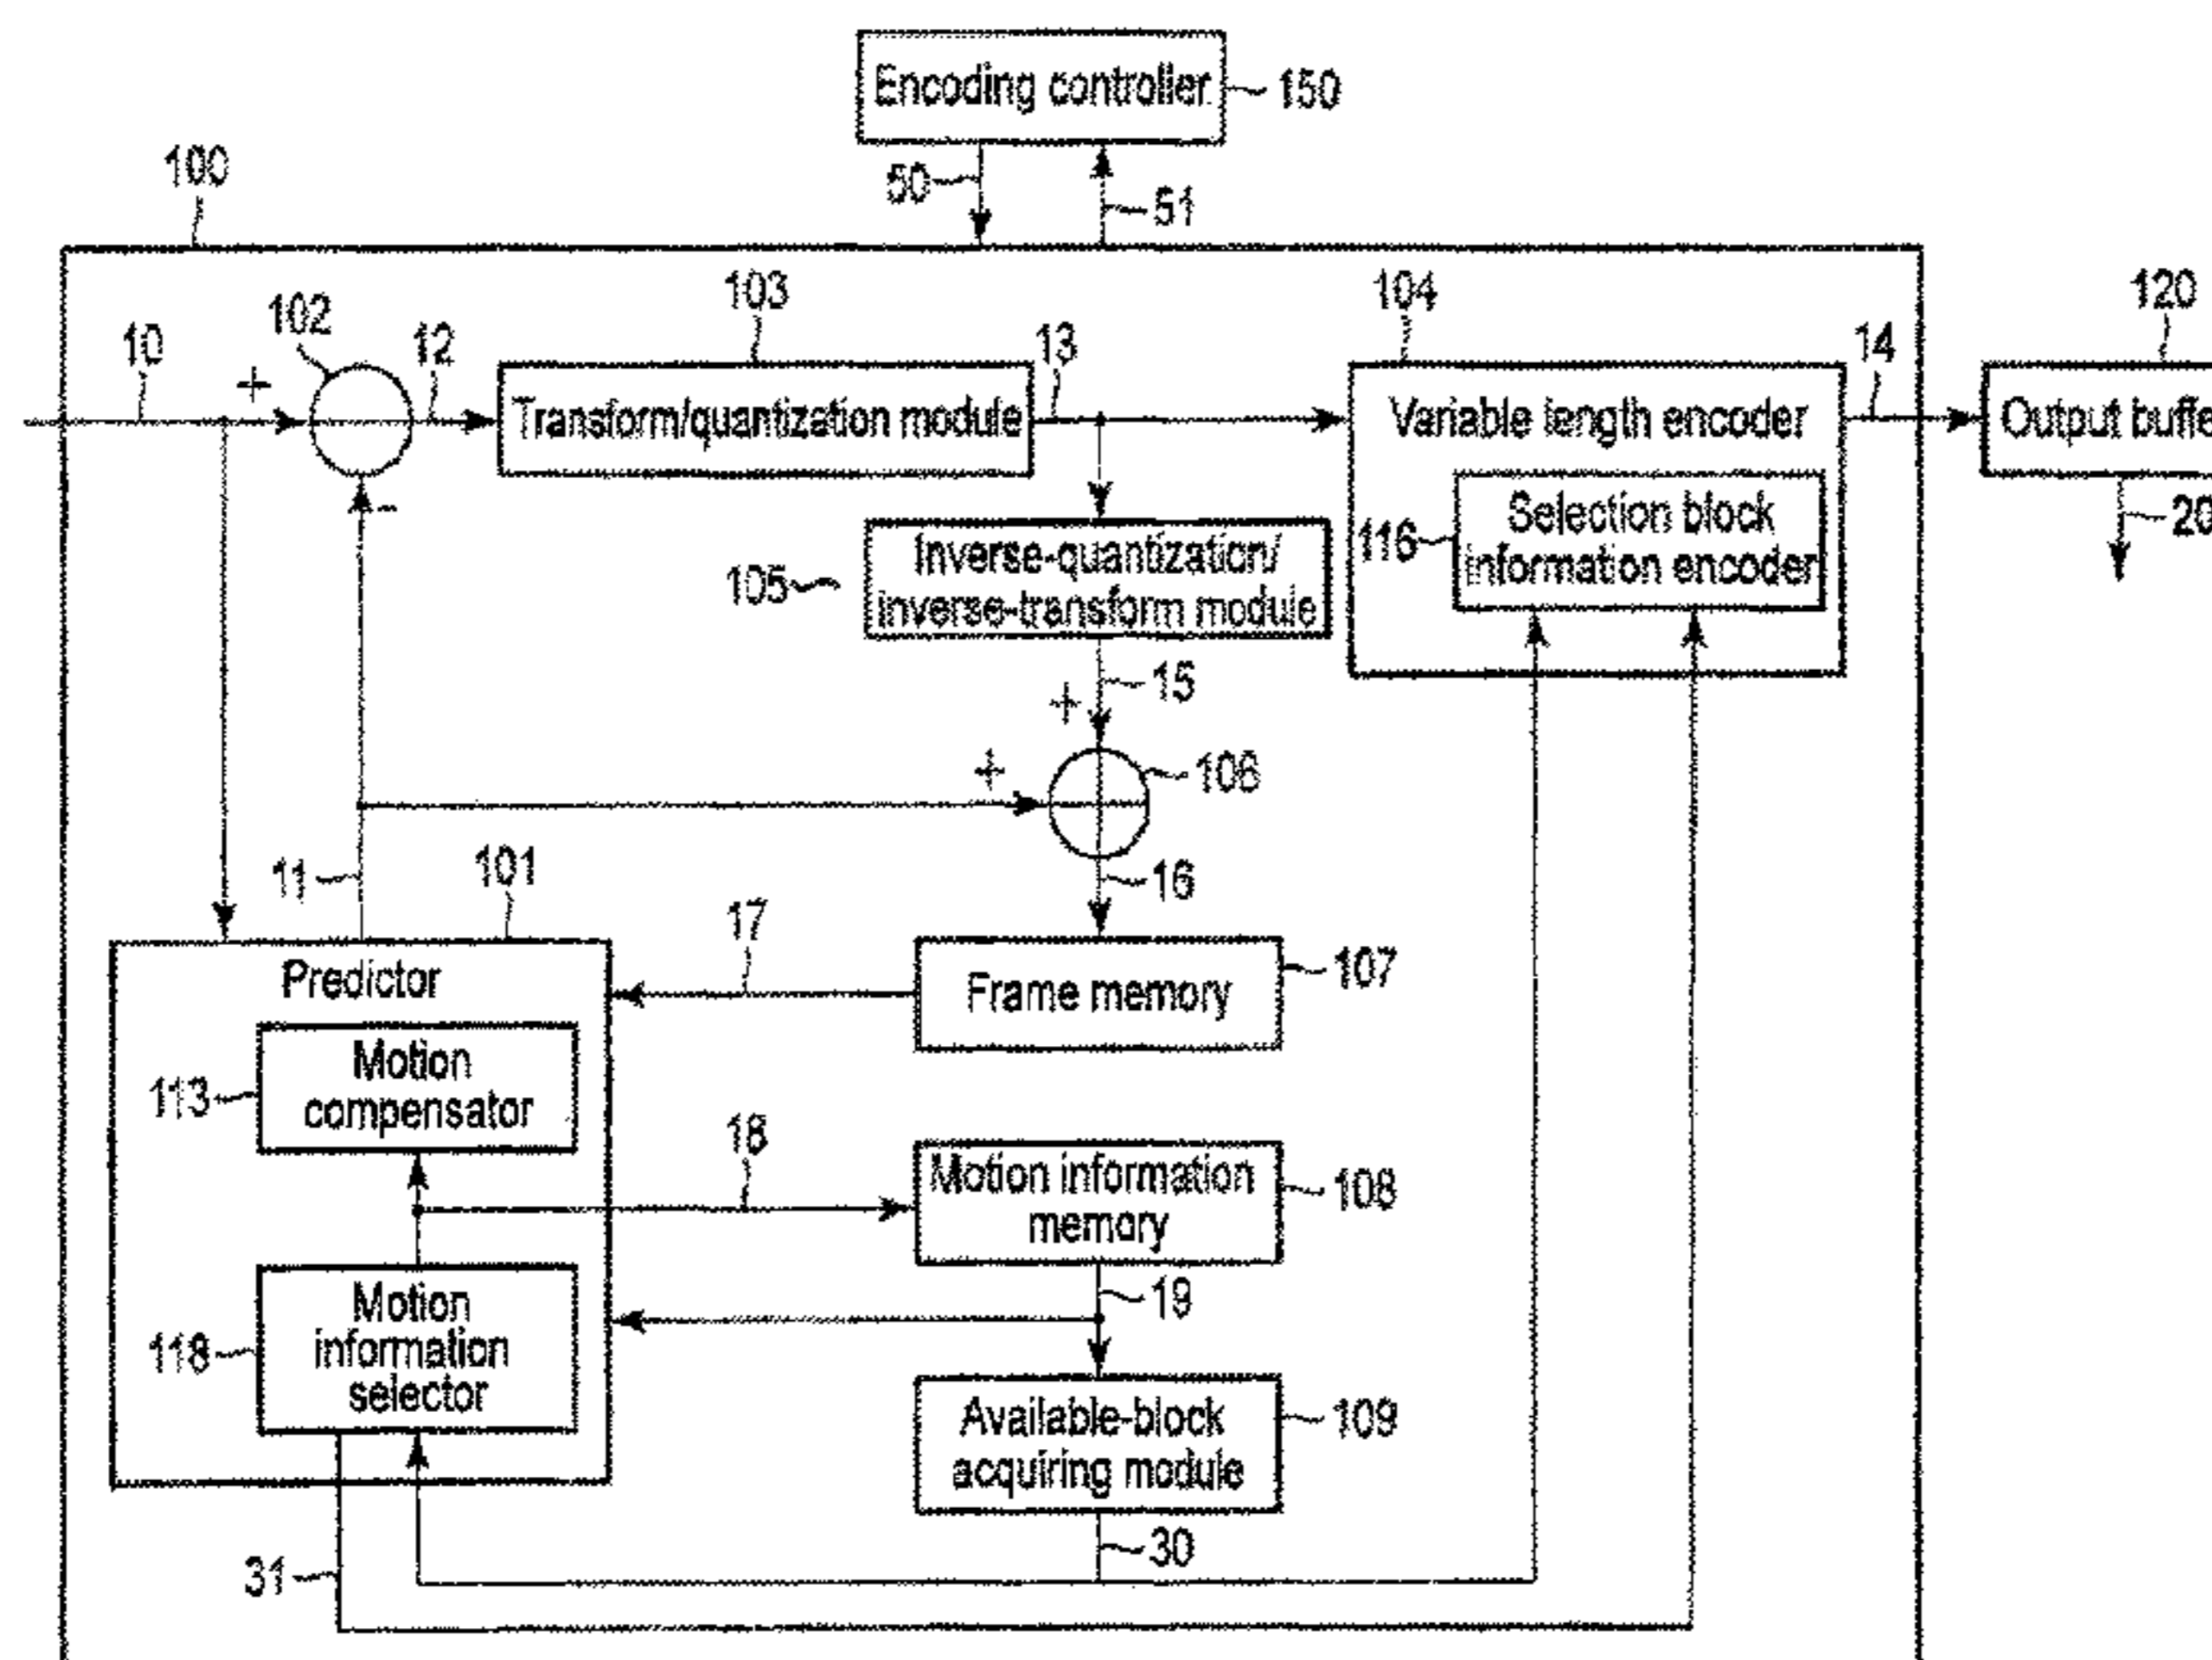 Encoding controller
150
50
51
100
102
103
104
120
10
+
12
13
14
Transform/quantization module
Variable length encoder
Output buffe
-
116
Selection block
information encoder
20
105
Inverse-quantization/
inverse-transform module
15
+
+
106
11
101
16
17
Predictor
Frame memory
107
113
Motion
compensator
18
Motion information
memory
108
19
118
Motion
information
selector
Available-block
acquiring module
109
30
31